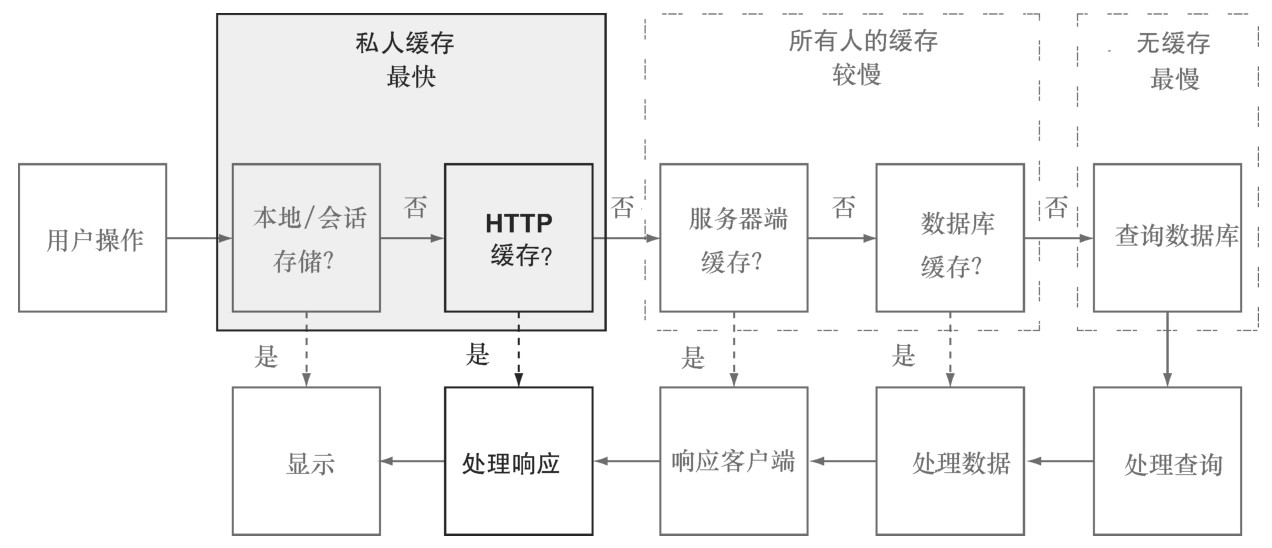 私人缓存
最快
所有人的缓存
较慢
无缓存
最慢
用户操作
本地/会话
存储?
否
HTTP
缓存?
否
服务器端
缓存?
否
数据库
缓存?
否
查询数据库
是
是
是
是
显示
处理响应
响应客户端
处理数据
处理查询